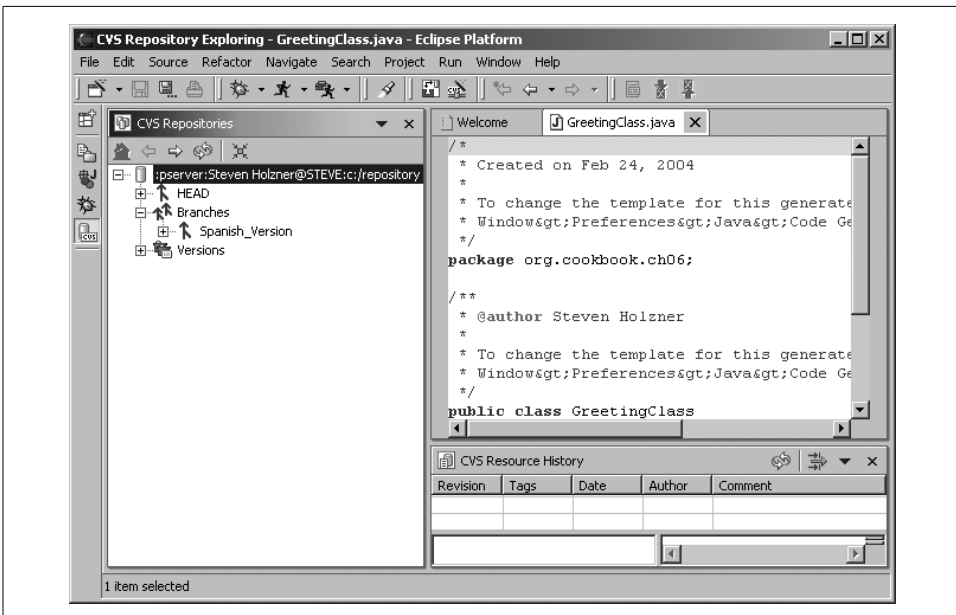 CVS Repository Exploring - GreetingClass.java - Eclipse Platform
File Edit Source Refactor Navigate Search Project Run Window Help
CVS Repositories
:pserver:Steven Holzner@STEVE:c:/repository
HEAD
Branches
Spanish_Version
Versions
Welcome GreetingClass.java
/*
* Created on Feb 24, 2004
*
* To change the template for this generate
* Window&gt;Preferences&gt;Java&gt;Code Ge
*/
package org.cookbook.ch06;
/**
* @author Steven Holzner
*
* To change the template for this generate
* Window&gt;Preferences&gt;Java&gt;Code Ge
*/
public class GreetingClass
CVS Resource History
Revision Tags Date Author Comment
1 item selected